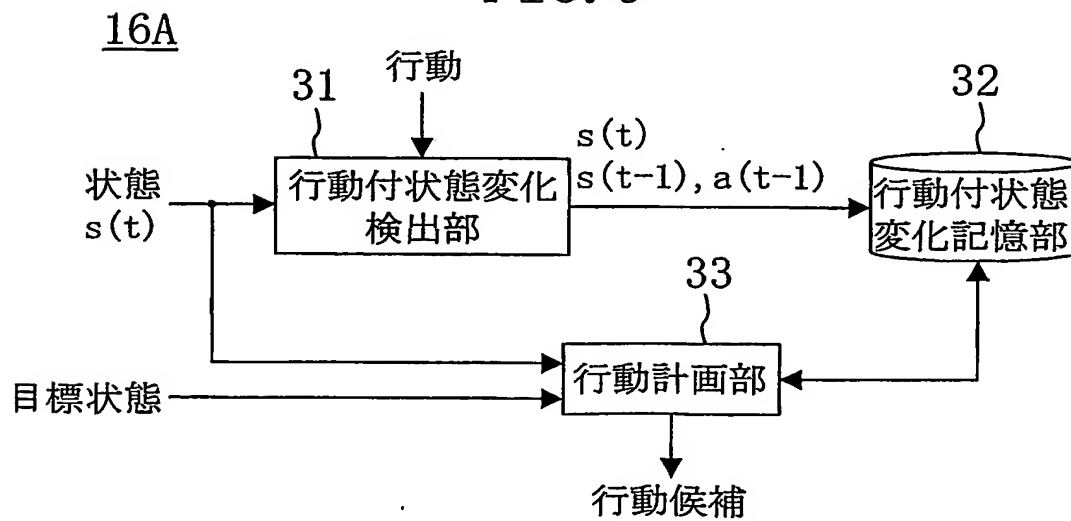 16A
行動
31
32
s(t)
s(t-1), a(t-1)
状態
s(t)
行動付状態変化
検出部
行動付状態
変化記憶部
33
行動計画部
目標状態
行動候補